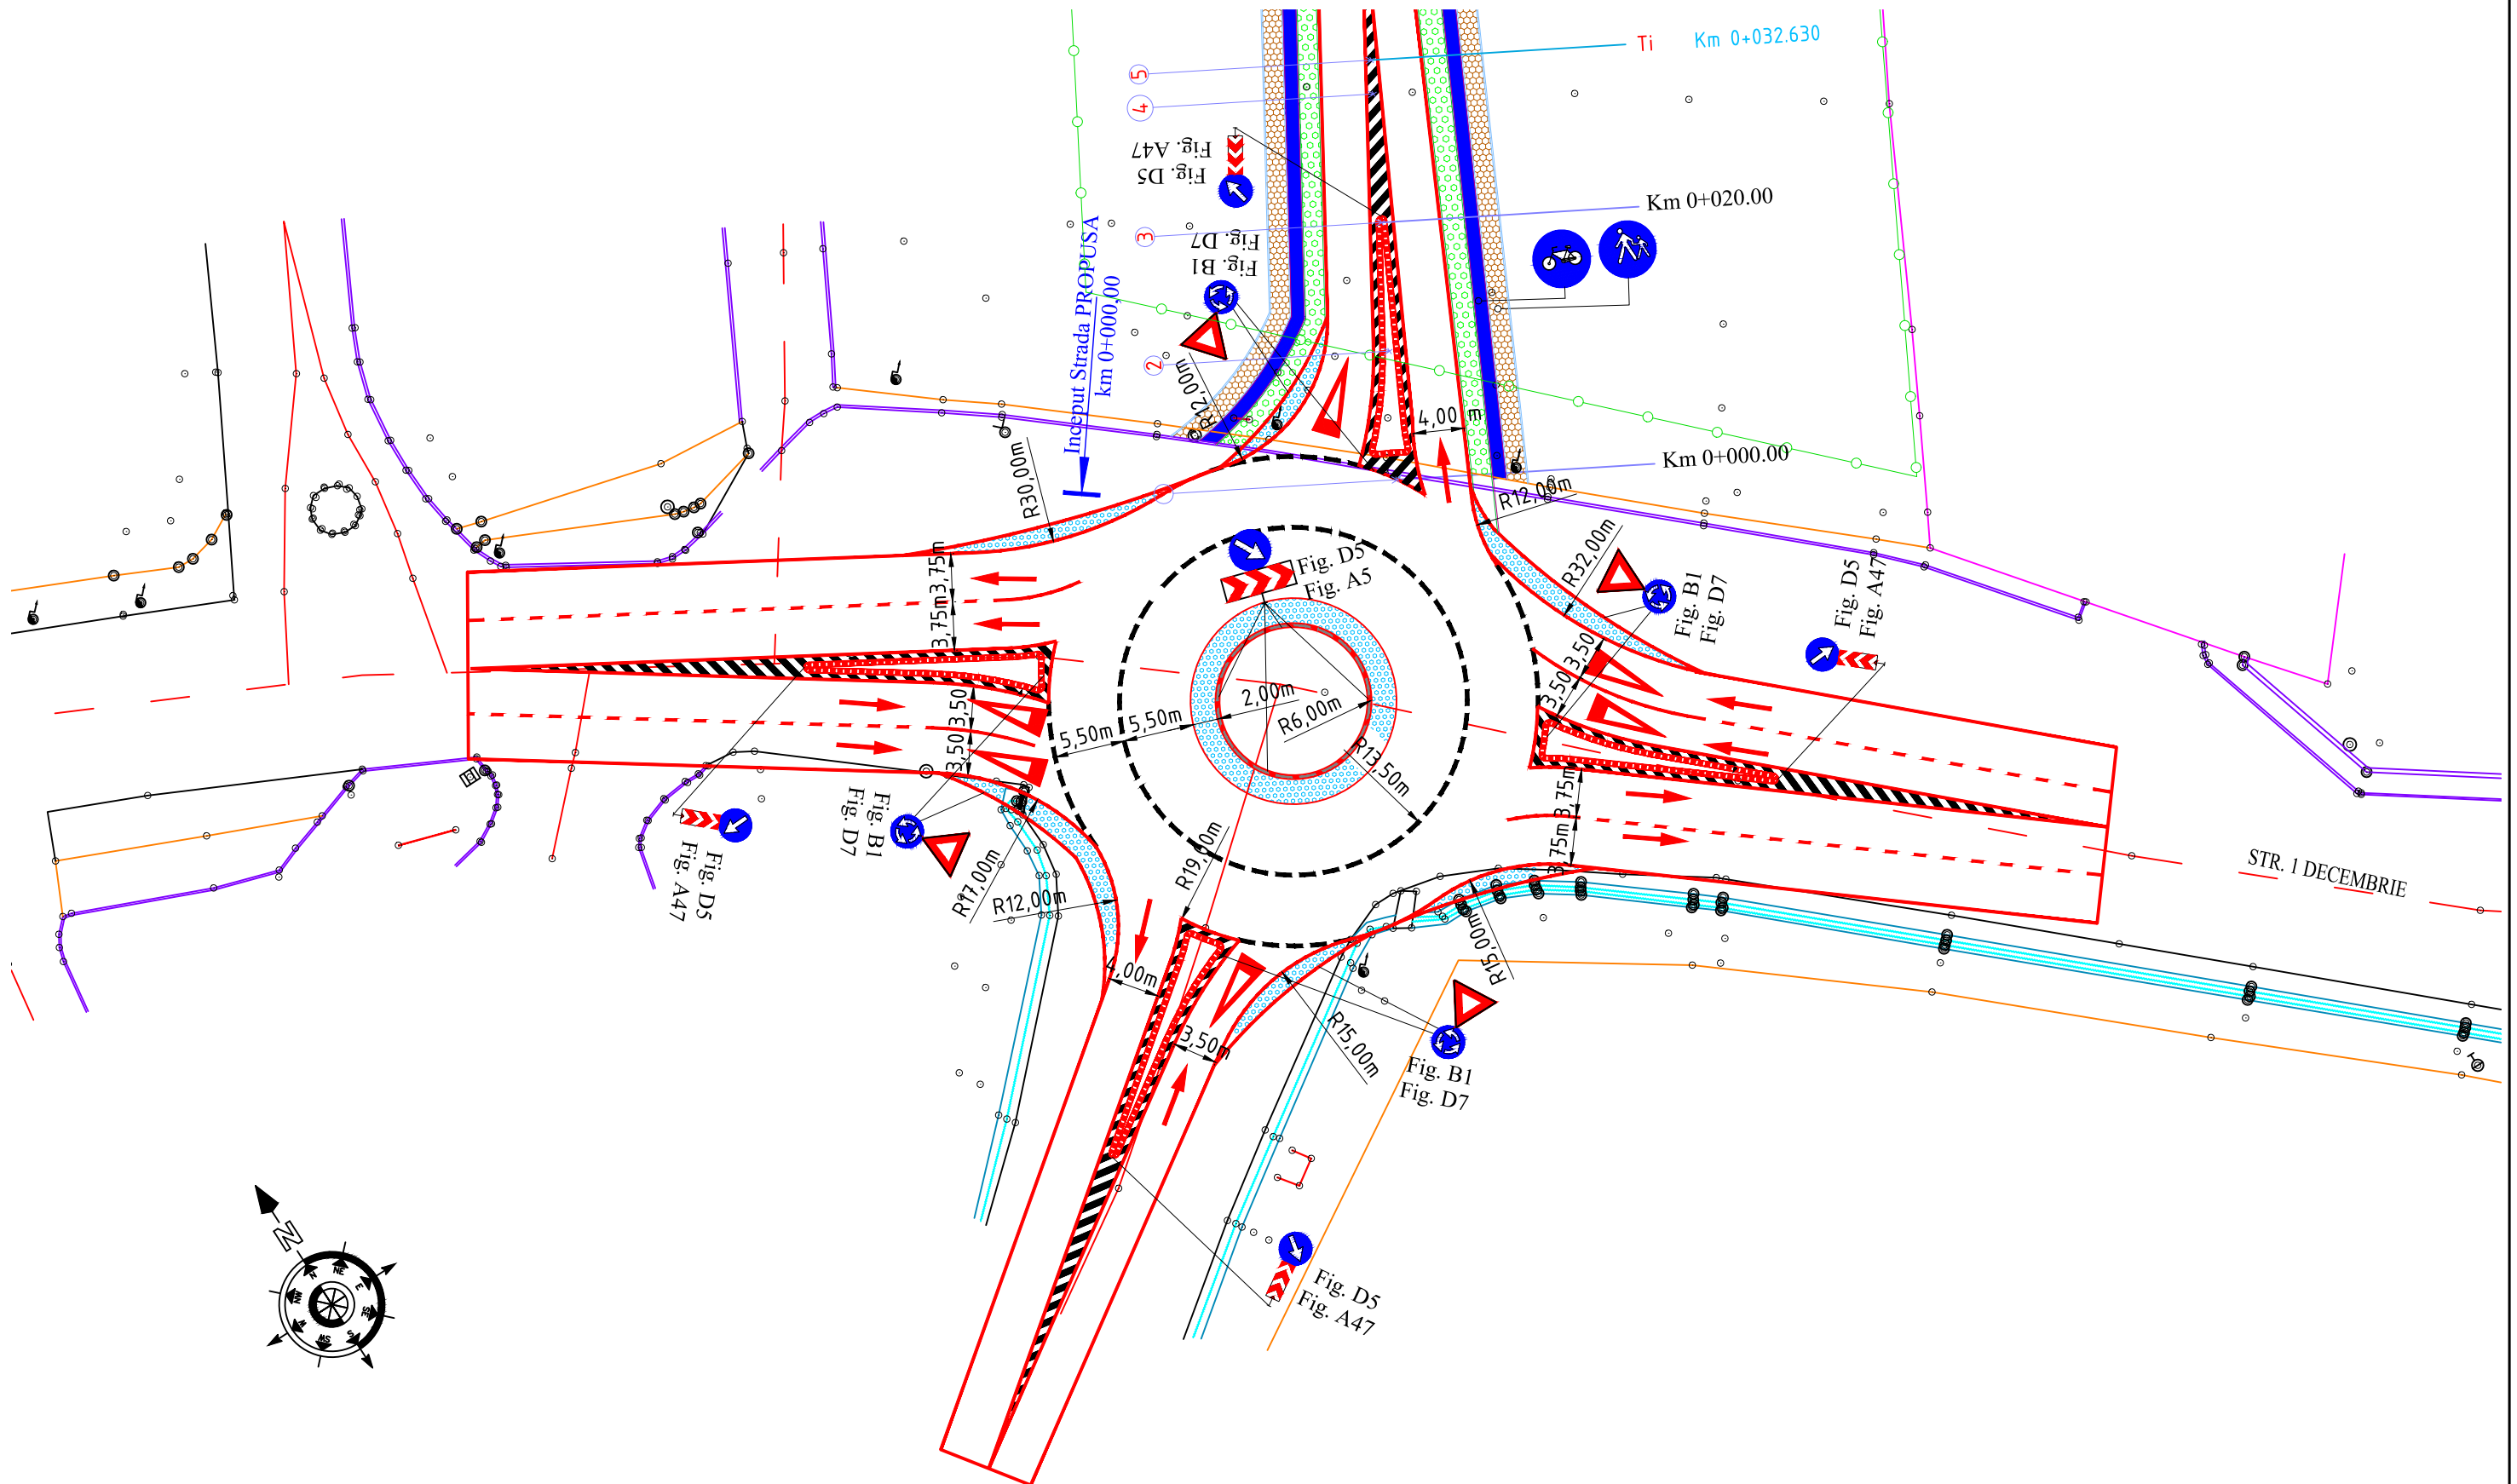 Ti Km 0+032.630
5
4
Fig. A47
Fig. D5
Km 0+020.00
3
Fig. D7
Fig. B1
Inceput Strada PROPUSA
km 0+000,00
2
R12,00m
4,00 m
Km 0+000.00
R30,00m
R12,00m
R32,00m
Fig. D5
Fig. A5
Fig. B1
Fig. D7
Fig. D5
Fig. A47
3,75m
3,75m
3,50
3,50
3,50
3,50
5,50m
5,50m
2,00m
R6,00m
R13,50m
3,75m
3,75m
Fig. B1
Fig. D7
Fig. D5
Fig. A47
R17,00m
R12,00m
R19,00m
R15,00m
STR. 1 DECEMBRIE
4,00m
3,50m
R15,00m
Fig. B1
Fig. D7
Fig. D5
Fig. A47
N
N
NE
E
SE
S
SW
W
NW